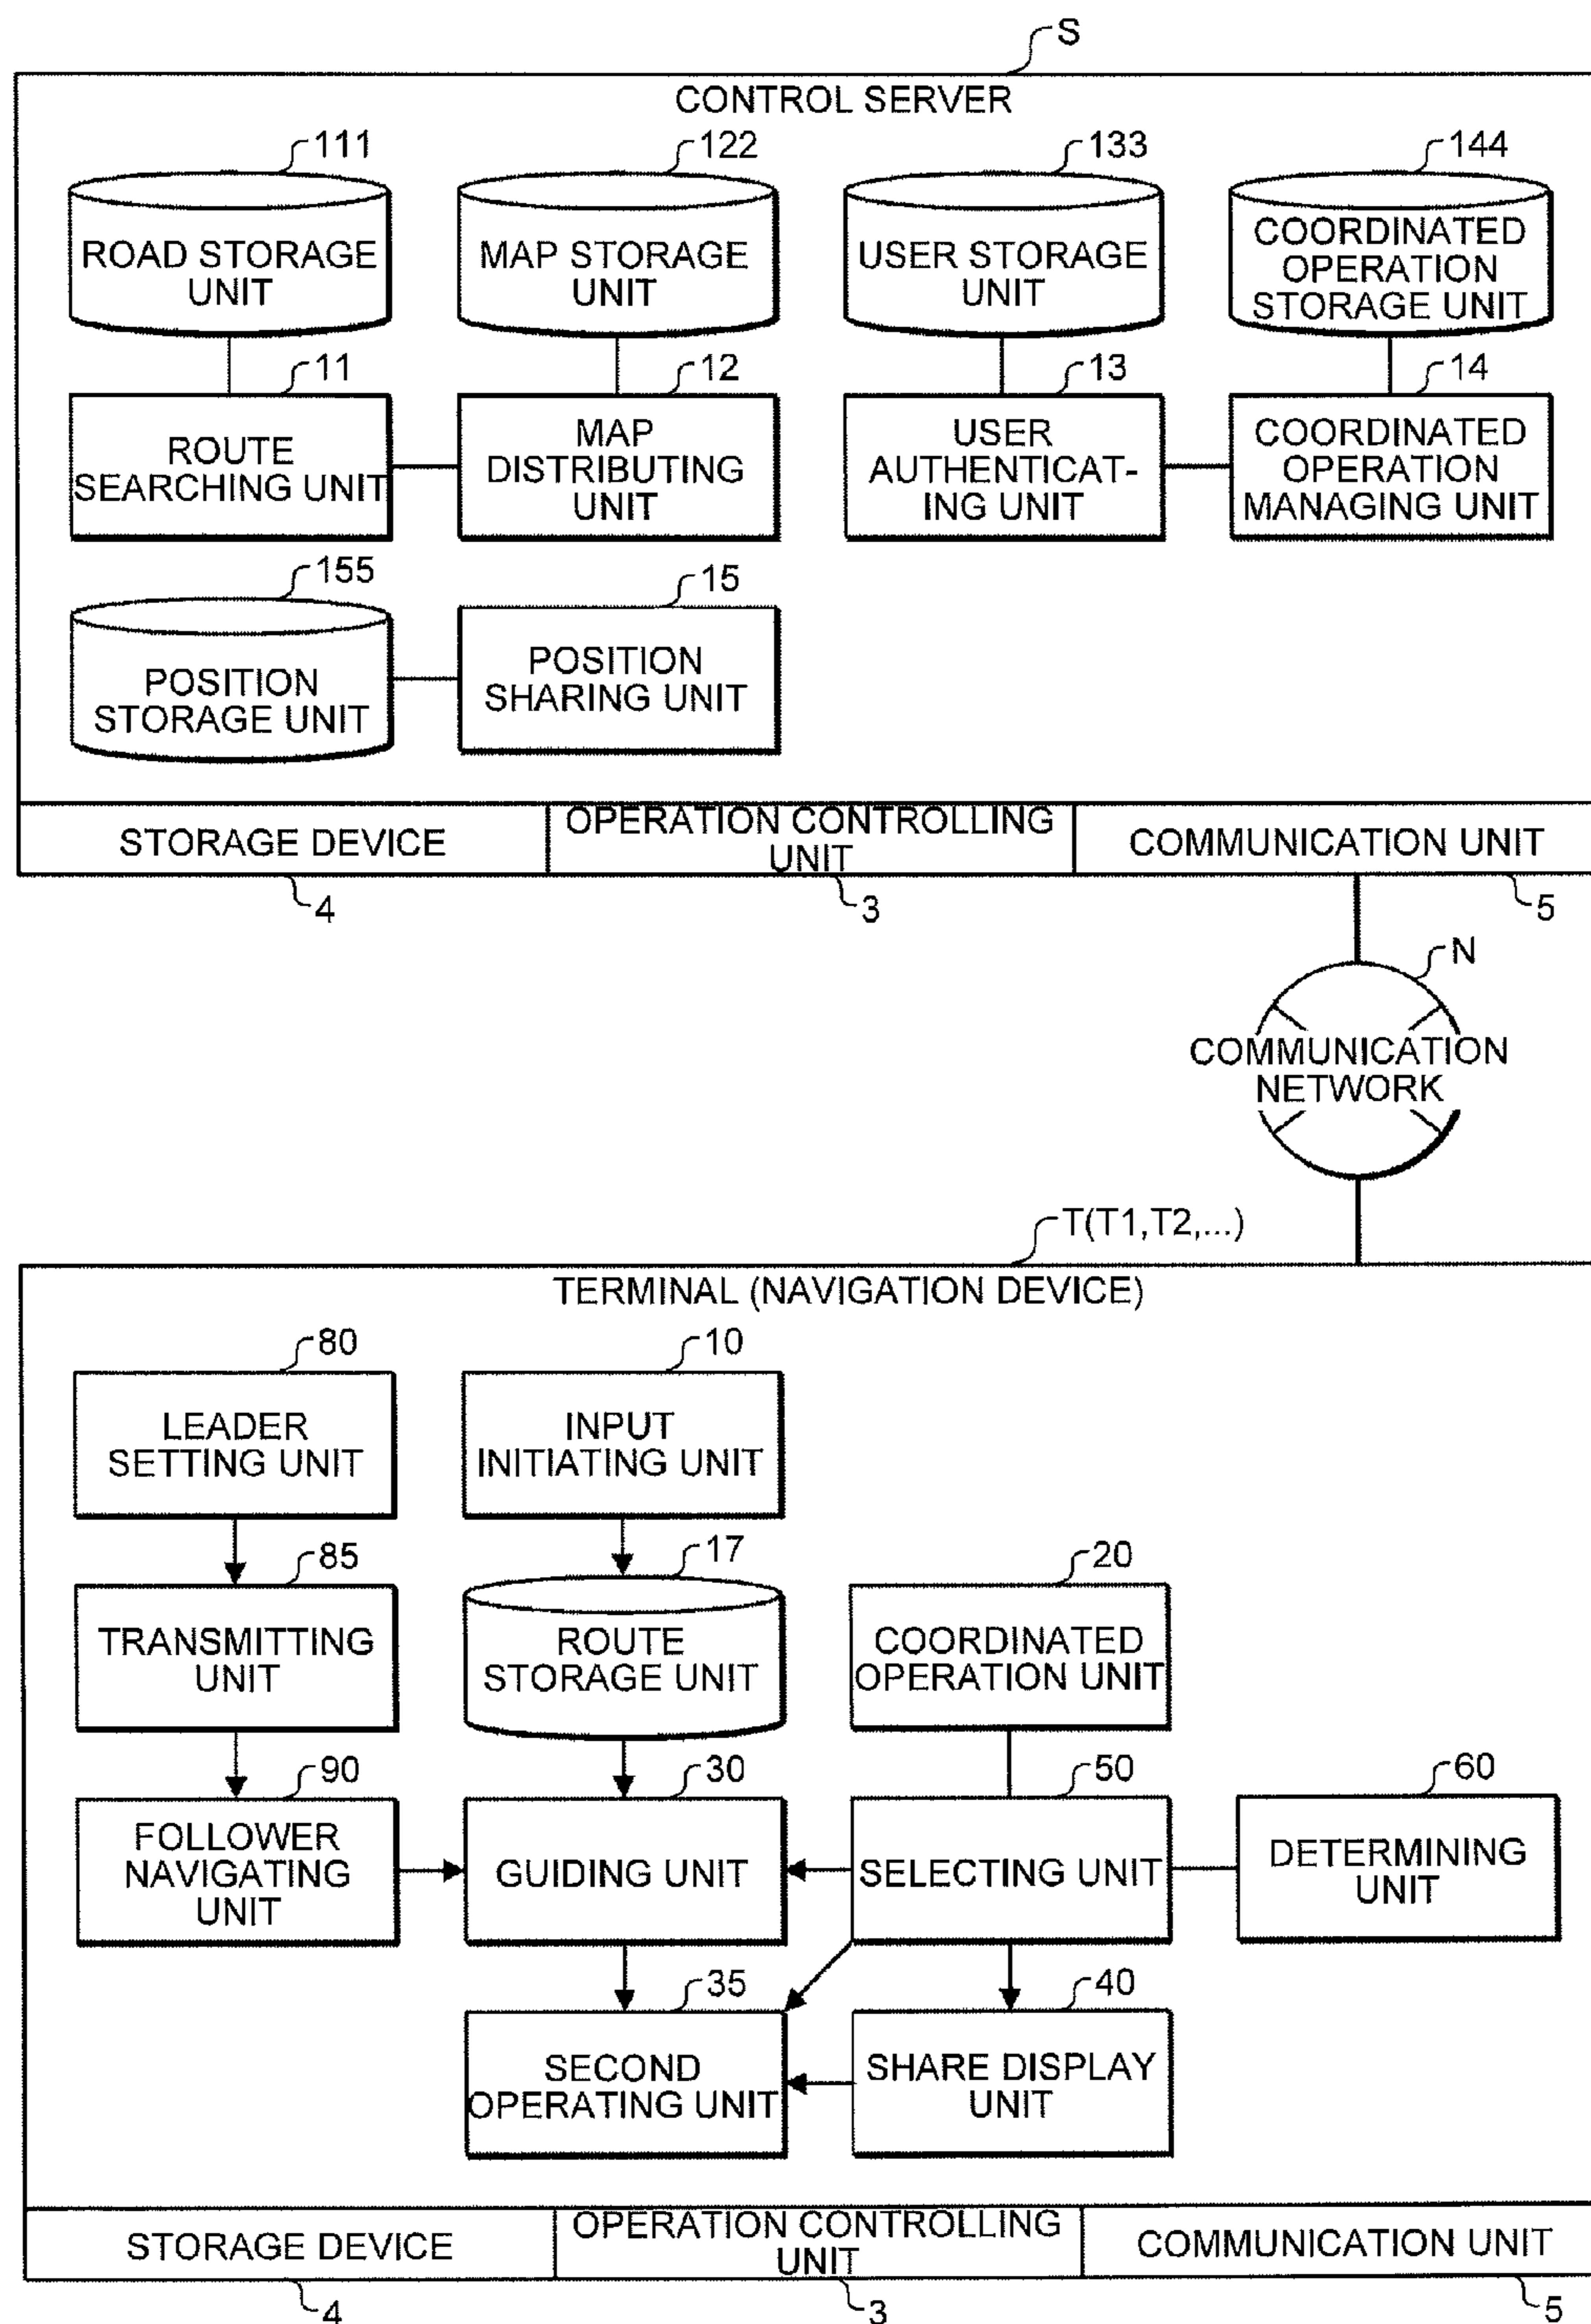 S
CONTROL SERVER
111
122
133
144
ROAD STORAGE
UNIT
MAP STORAGE
UNIT
USER STORAGE
UNIT
COORDINATED
OPERATION
STORAGE UNIT
11
12
13
14
ROUTE
SEARCHING UNIT
MAP
DISTRIBUTING
UNIT
USER
AUTHENTICAT-
ING UNIT
COORDINATED
OPERATION
MANAGING UNIT
155
15
POSITION
STORAGE UNIT
POSITION
SHARING UNIT
STORAGE DEVICE
OPERATION CONTROLLING
UNIT
COMMUNICATION UNIT
4
3
5
N
COMMUNICATION
NETWORK
T(T1,T2,...)
TERMINAL (NAVIGATION DEVICE)
80
10
LEADER
SETTING UNIT
INPUT
INITIATING UNIT
85
17
20
TRANSMITTING
UNIT
ROUTE
STORAGE UNIT
COORDINATED
OPERATION UNIT
90
30
50
60
FOLLOWER
NAVIGATING
UNIT
GUIDING UNIT
SELECTING UNIT
DETERMINING
UNIT
35
40
SECOND
OPERATING UNIT
SHARE DISPLAY
UNIT
STORAGE DEVICE
OPERATION CONTROLLING
UNIT
COMMUNICATION UNIT
4
3
5